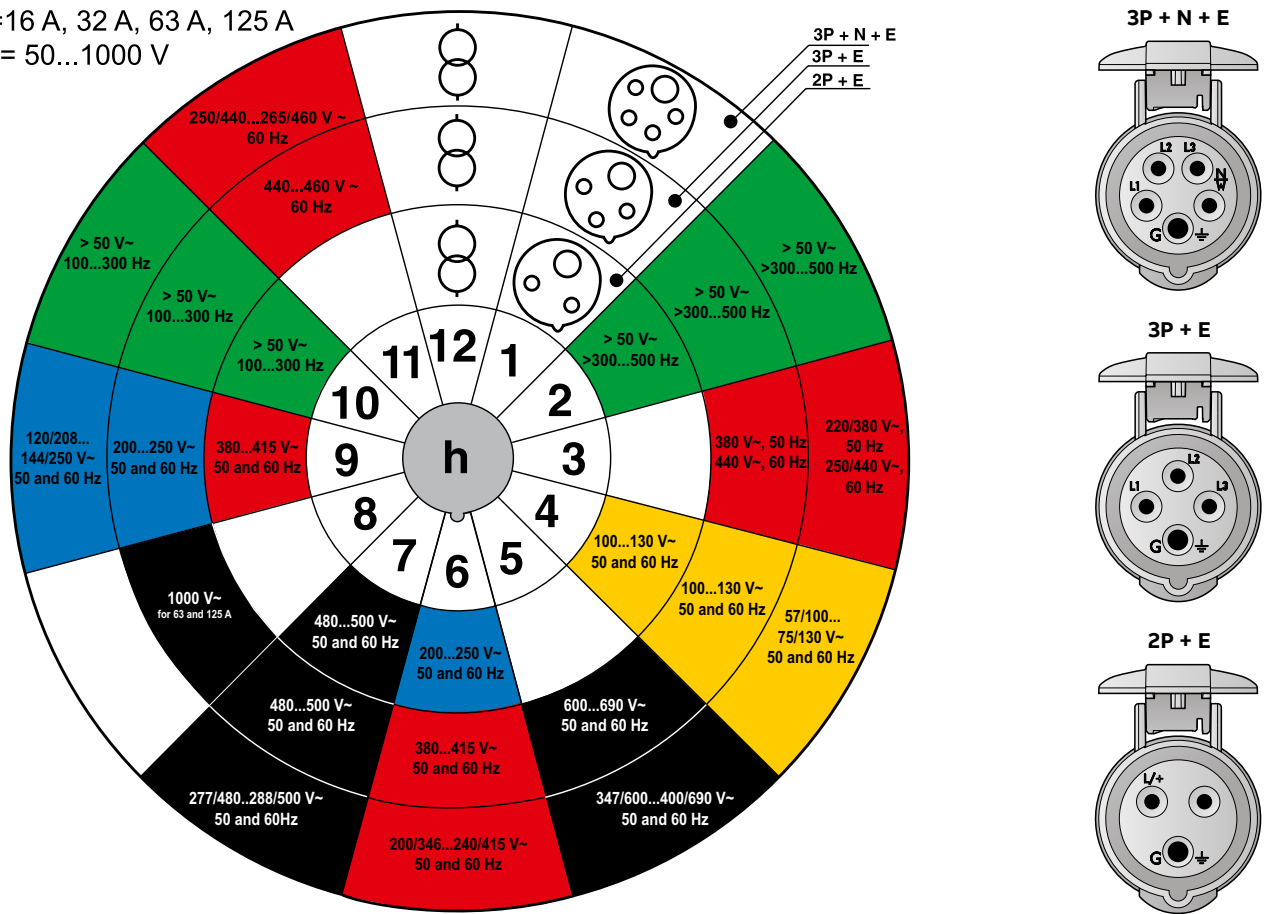 =16 A, 32 A, 63 A, 125 A
= 50...1000 V
3P + N + E
3P + E
2P + E
250/440...265/460 V ~
60 Hz
440...460 V ~
60 Hz
> 50 V~
100...300 Hz
> 50 V~
100...300 Hz
> 50 V~
100...300 Hz
> 50 V~
>300...500 Hz
> 50 V~
>300...500 Hz
> 50 V~
>300...500 Hz
12
1
2
3
4
5
6
7
8
9
10
11
h
120/208...
144/250 V~
50 and 60 Hz
200...250 V~
50 and 60 Hz
380...415 V~
50 and 60 Hz
380 V~, 50 Hz
440 V~, 60 Hz
220/380 V~,
50 Hz
250/440 V~,
60 Hz
100...130 V~
50 and 60 Hz
100...130 V~
50 and 60 Hz
57/100...
75/130 V~
50 and 60 Hz
1000 V~
for 63 and 125 A
480...500 V~
50 and 60 Hz
480...500 V~
50 and 60 Hz
277/480..288/500 V~
50 and 60Hz
200...250 V~
50 and 60 Hz
380...415 V~
50 and 60 Hz
200/346...240/415 V~
50 and 60 Hz
600...690 V~
50 and 60 Hz
347/600...400/690 V~
50 and 60 Hz
3P + N + E
L2 L3
L1
N
W
G
3P + E
L2
L1 L3
G
2P + E
L/+
G